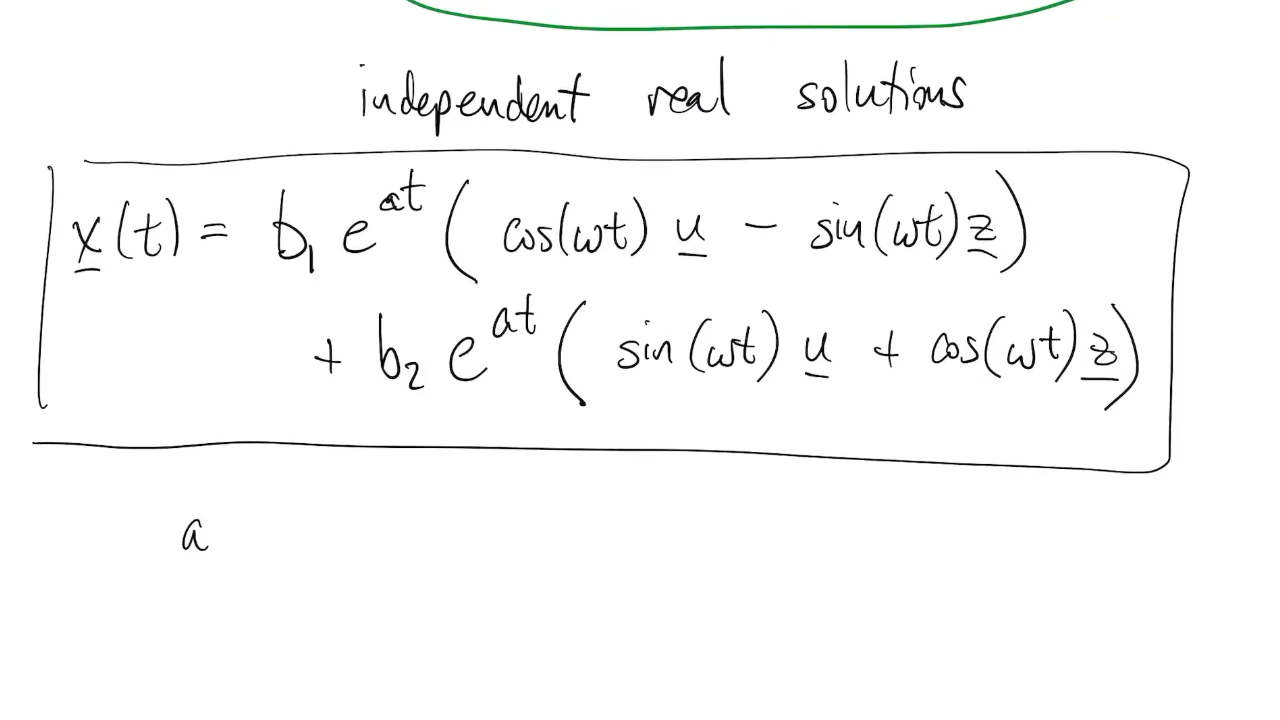 independent real solutions
x(t) = b₁ e^{at} ( cos(ωt) u − sin(ωt) z )
+ b₂ e^{at} ( sin(ωt) u + cos(ωt) z )
a